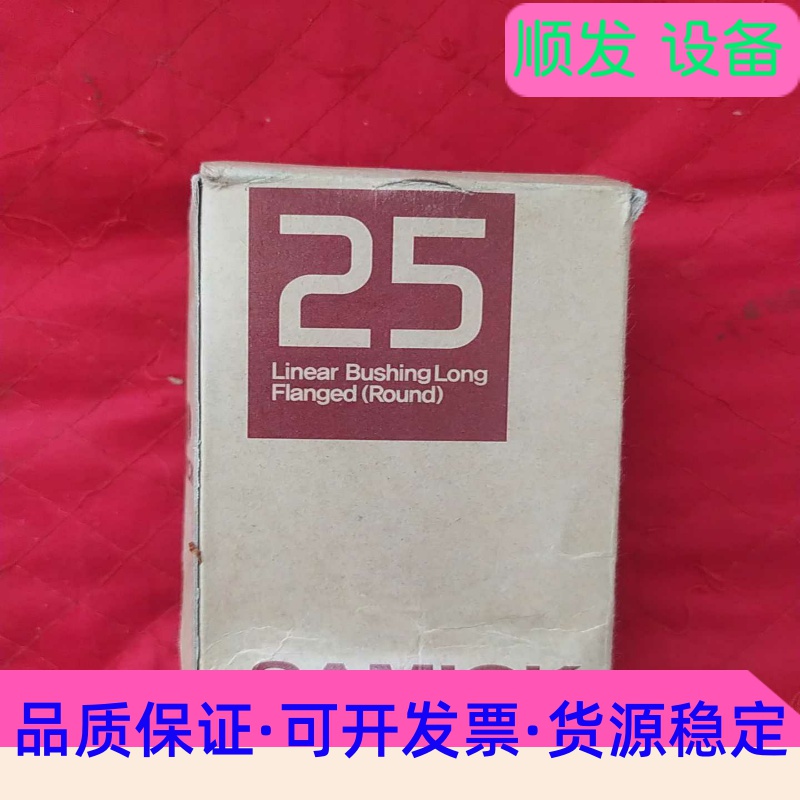 顺发 设备
25
Linear Bushing Long
Flanged (Round)
品质保证·可开发票·货源稳定